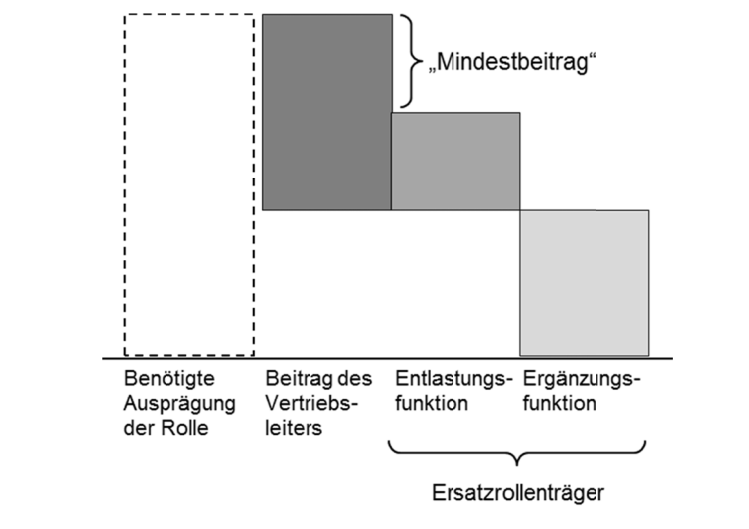 „Mindestbeitrag“
Benötigte
Ausprägung
der Rolle
Beitrag des
Vertriebs-
leiters
Entlastungs-
funktion
Ergänzungs-
funktion
Ersatzrollenträger